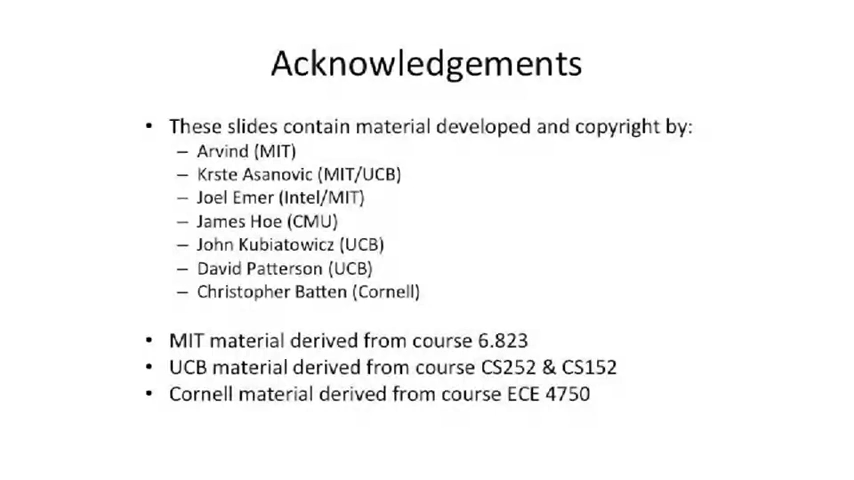 Acknowledgements
• These slides contain material developed and copyright by:
– Arvind (MIT)
– Krste Asanovic (MIT/UCB)
– Joel Emer (Intel/MIT)
– James Hoe (CMU)
– John Kubiatowicz (UCB)
– David Patterson (UCB)
– Christopher Batten (Cornell)
• MIT material derived from course 6.823
• UCB material derived from course CS252 & CS152
• Cornell material derived from course ECE 4750